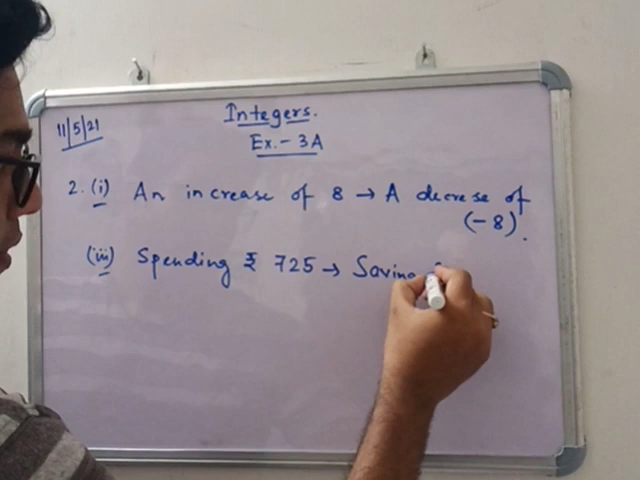 11/5/21
Integers.
Ex.- 3A
2. (i) An increase of 8 → A decrese of
(-8).
(iii) Spending ₹ 725 → Saving